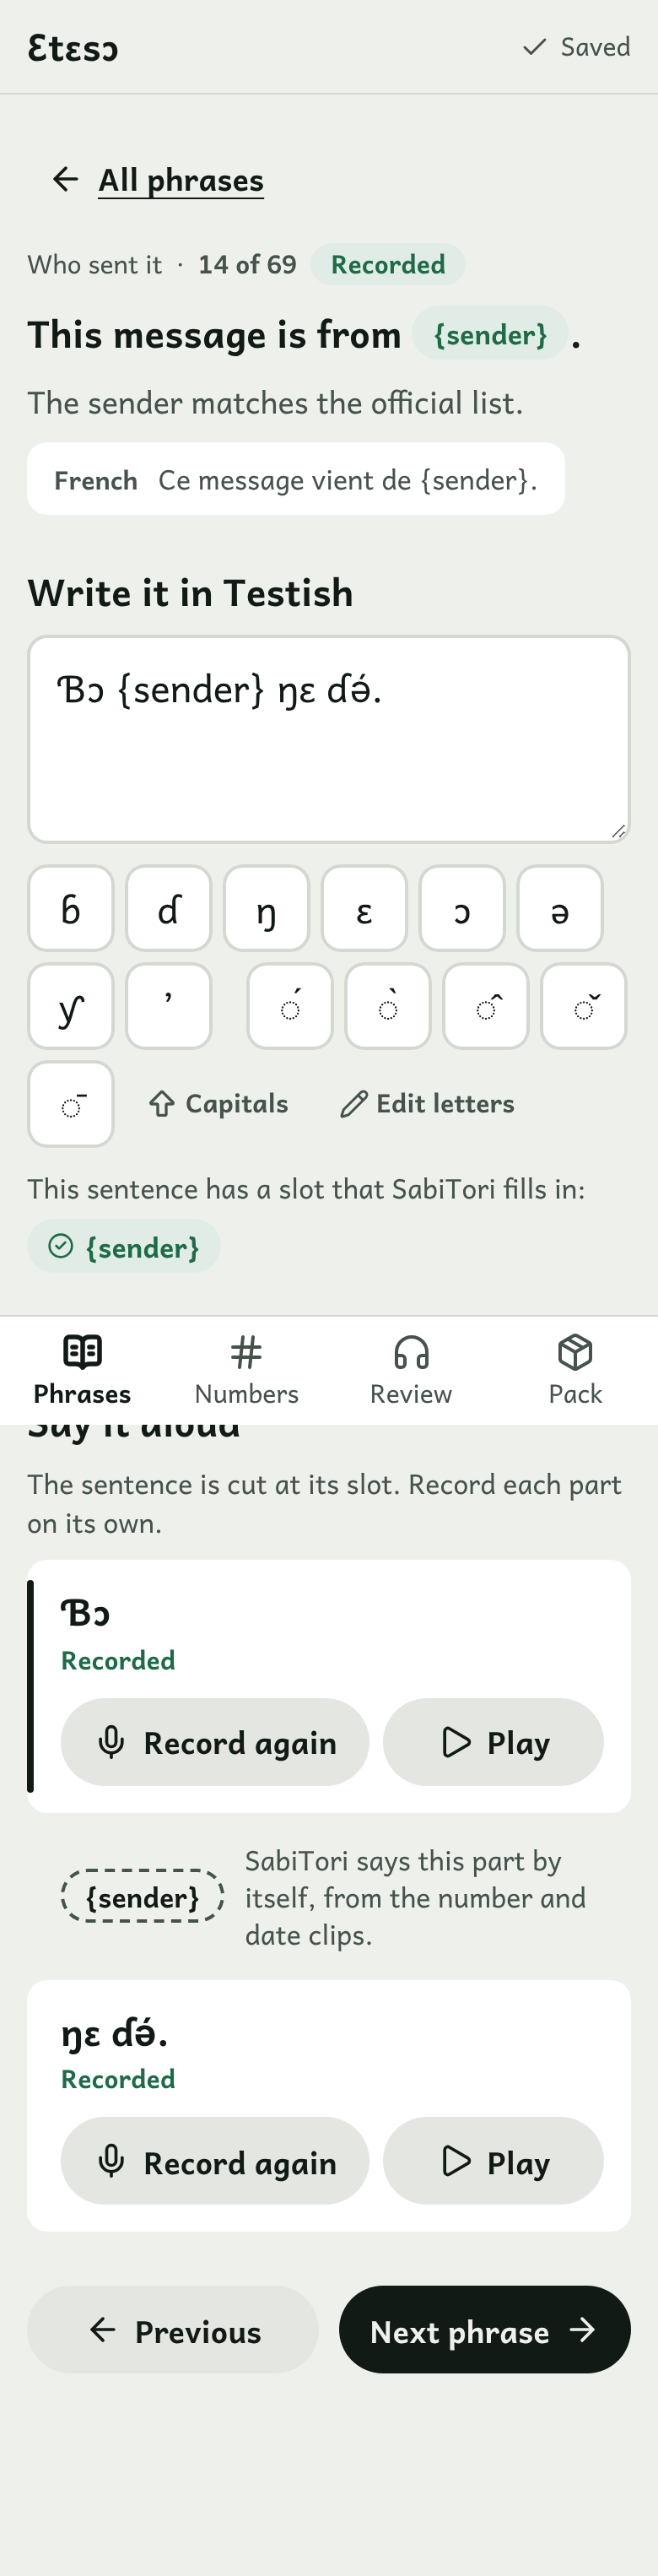 Ɛtɛsɔ
Saved
All phrases
Who sent it · 14 of 69 Recorded
This message is from {sender}.
The sender matches the official list.
French Ce message vient de {sender}.
Write it in Testish
Ɓɔ {sender} ŋɛ ɗə́.
ɓ ɗ ŋ ɛ ɔ ə
ƴ ʼ ◌́ ◌̀ ◌̂ ◌̌
◌̄ Capitals Edit letters
This sentence has a slot that SabiTori fills in:
{sender}
Phrases Numbers Review Pack
Say it aloud
The sentence is cut at its slot. Record each part
on its own.
Ɓɔ
Recorded
Record again Play
{sender}
SabiTori says this part by
itself, from the number and
date clips.
ŋɛ ɗə́.
Recorded
Record again Play
Previous Next phrase